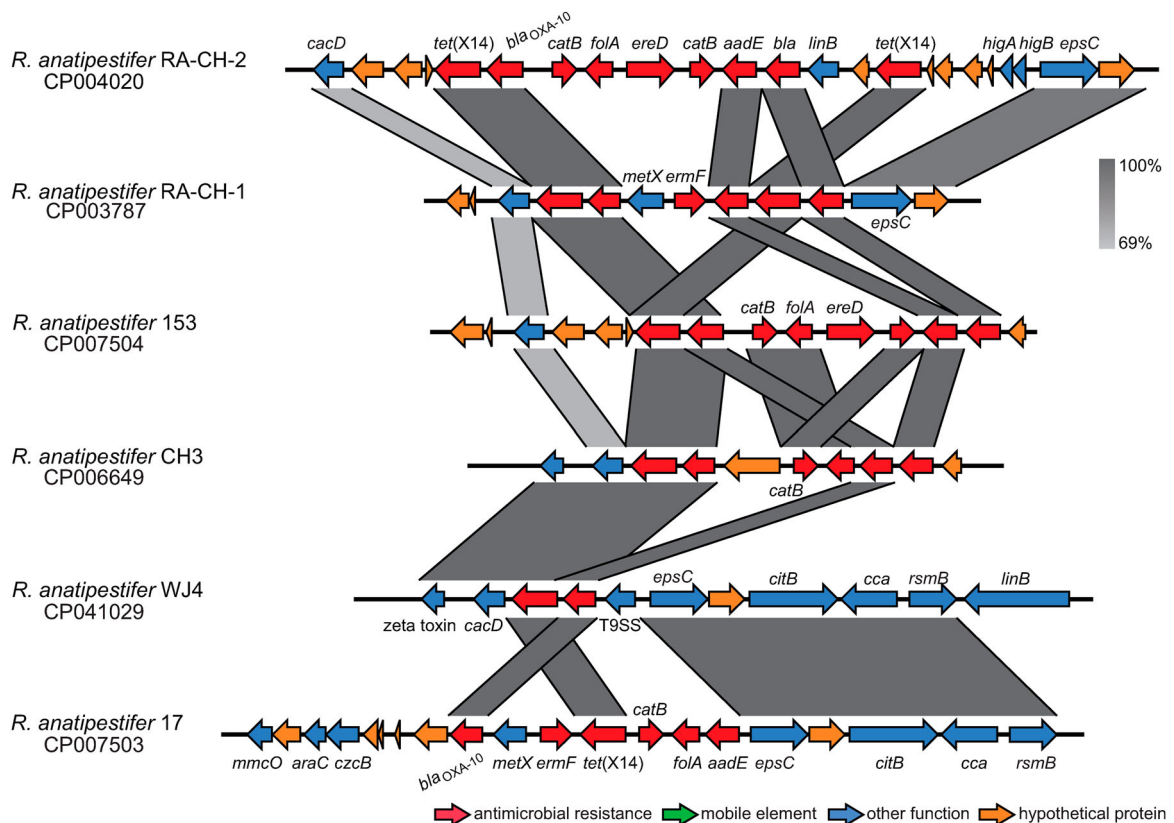 cacD tet(X14) blaOXA-10 catB folA ereD catB aadE bla linB tet(X14) higA higB epsC
R. anatipestifer RA-CH-2
CP004020
metX ermF
R. anatipestifer RA-CH-1
CP003787
epsC
100%
69%
catB folA ereD
R. anatipestifer 153
CP007504
R. anatipestifer CH3
CP006649
catB
epsC citB cca rsmB linB
R. anatipestifer WJ4
CP041029
zeta toxin cacD T9SS
catB
R. anatipestifer 17
CP007503
mmcO araC czcB blaOXA-10 metX ermF tet(X14) folA aadE epsC citB cca rsmB
antimicrobial resistance mobile element other function hypothetical protein